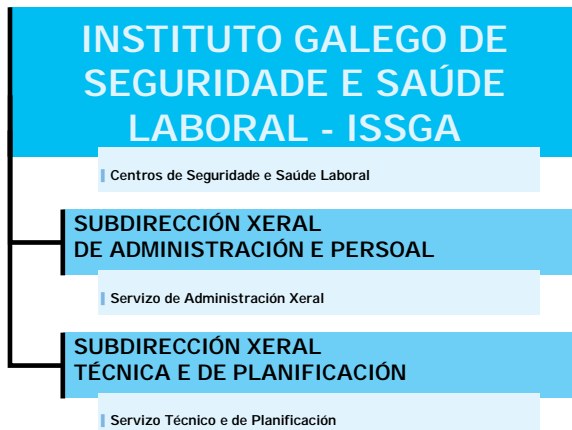 INSTITUTO GALEGO DE
SEGURIDADE E SAÚDE
LABORAL - ISSGA
Centros de Seguridade e Saúde Laboral
SUBDIRECCIÓN XERAL
DE ADMINISTRACIÓN E PERSOAL
Servizo de Administración Xeral
SUBDIRECCIÓN XERAL
TÉCNICA E DE PLANIFICACIÓN
Servizo Técnico e de Planificación